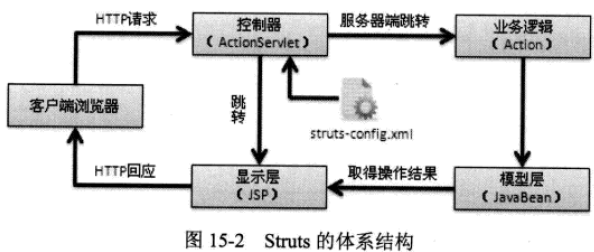 HTTP请求
控制器
（ActionServlet）
服务器端跳转
业务逻辑
（Action）
客户端浏览器
跳转
struts-config.xml
HTTP回应
显示层
（JSP）
取得操作结果
模型层
（JavaBean）
图 15-2 Struts 的体系结构